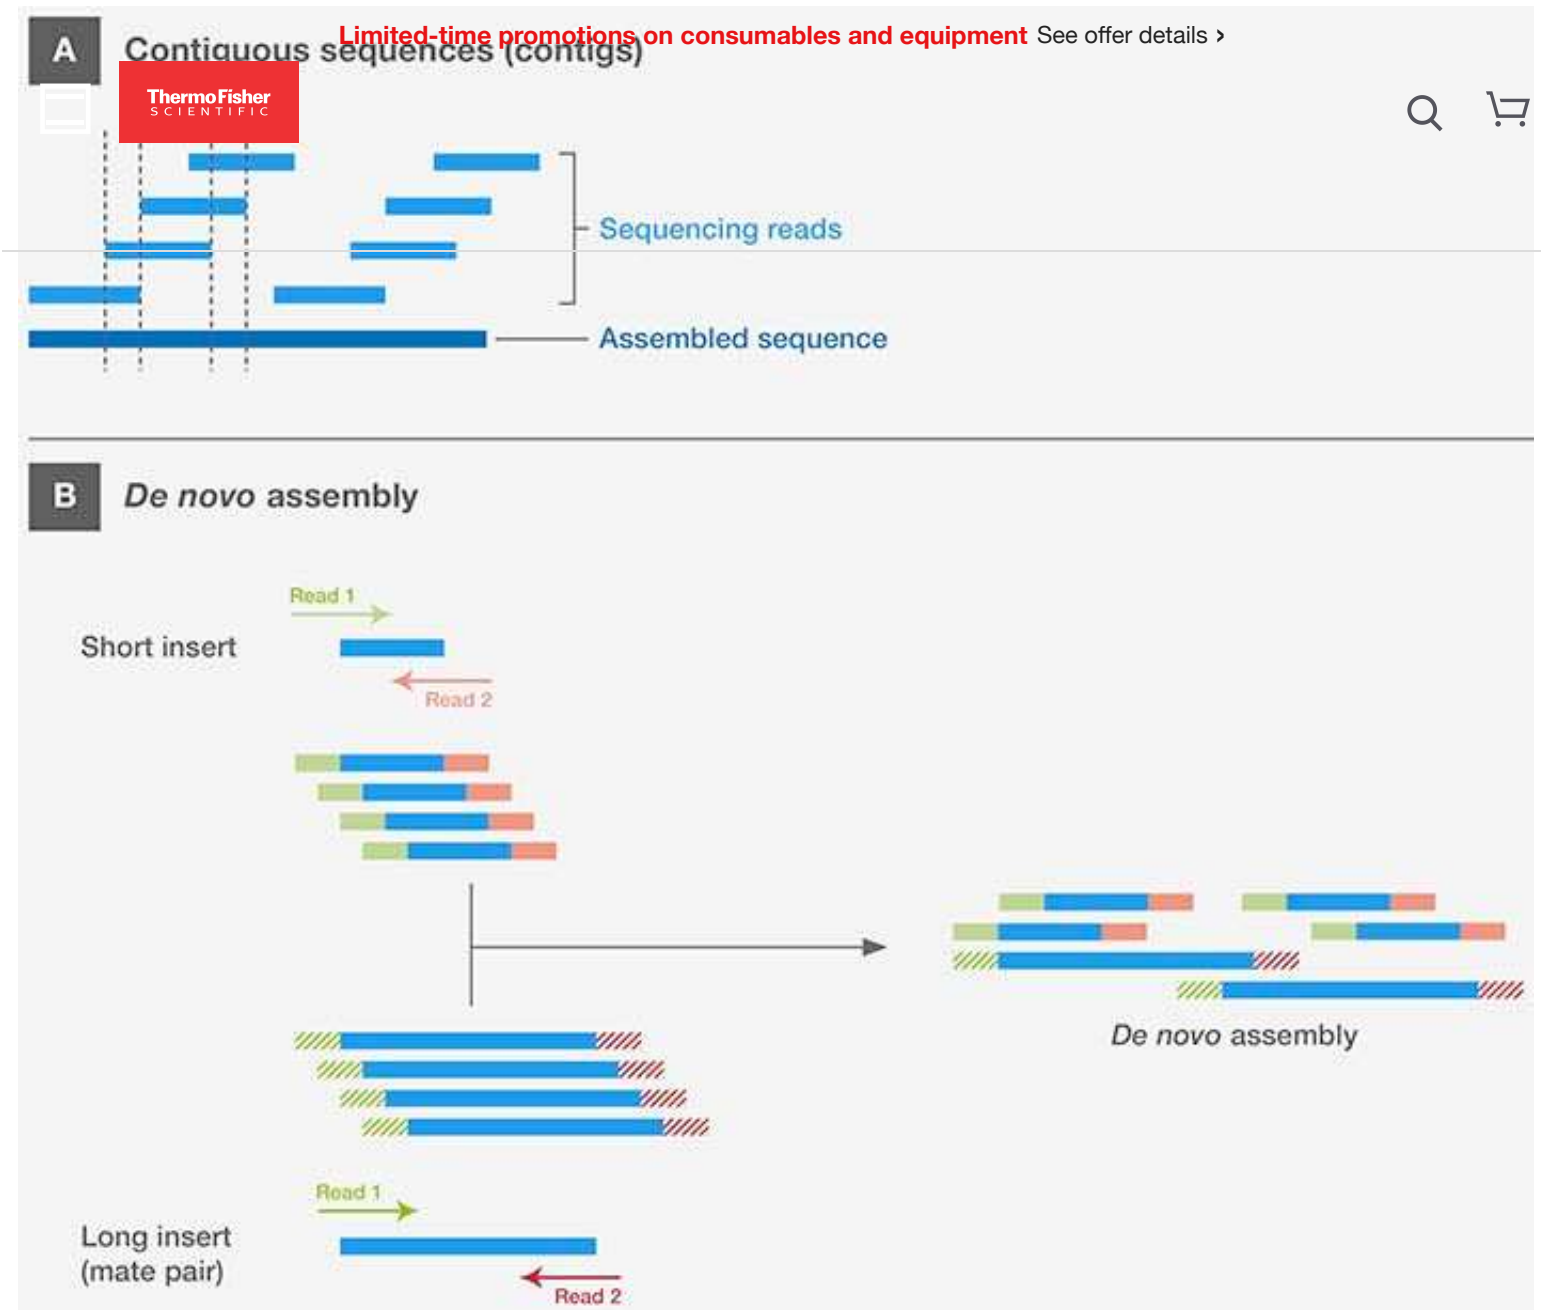 Limited-time promotions on consumables and equipment See offer details ›
A Contiguous sequences (contigs)
ThermoFisher
SCIENTIFIC
Sequencing reads
Assembled sequence
B De novo assembly
Read 1
Short insert
Read 2
De novo assembly
Read 1
Long insert
(mate pair)
Read 2